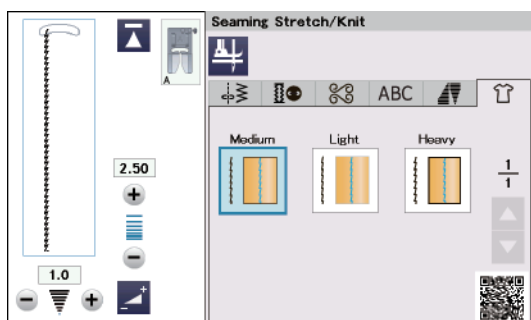 Seaming Stretch/Knit
A
ABC
Medium Light Heavy
2.50
1
1
1.0